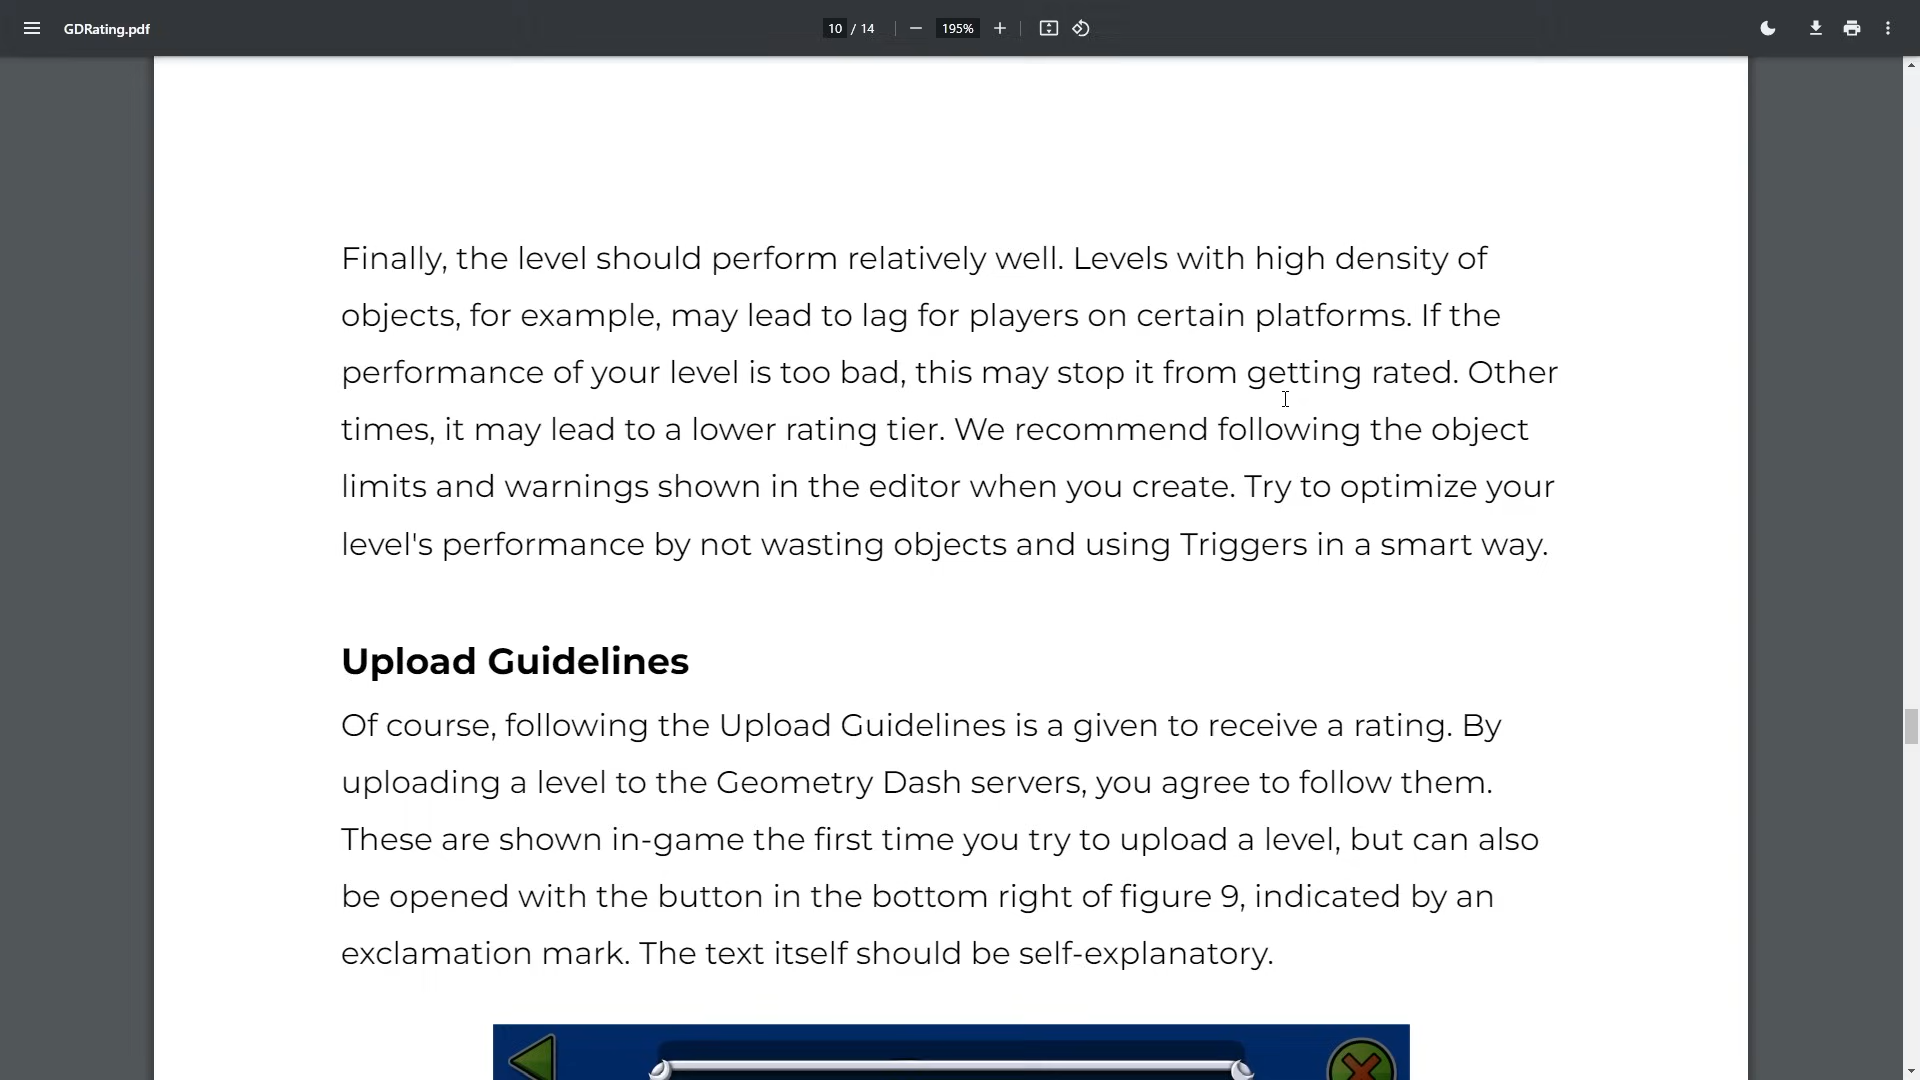 GDRating.pdf
10 / 14
195%
Finally, the level should perform relatively well. Levels with high density of
objects, for example, may lead to lag for players on certain platforms. If the
performance of your level is too bad, this may stop it from getting rated. Other
times, it may lead to a lower rating tier. We recommend following the object
limits and warnings shown in the editor when you create. Try to optimize your
level's performance by not wasting objects and using Triggers in a smart way.
Upload Guidelines
Of course, following the Upload Guidelines is a given to receive a rating. By
uploading a level to the Geometry Dash servers, you agree to follow them.
These are shown in-game the first time you try to upload a level, but can also
be opened with the button in the bottom right of figure 9, indicated by an
exclamation mark. The text itself should be self-explanatory.